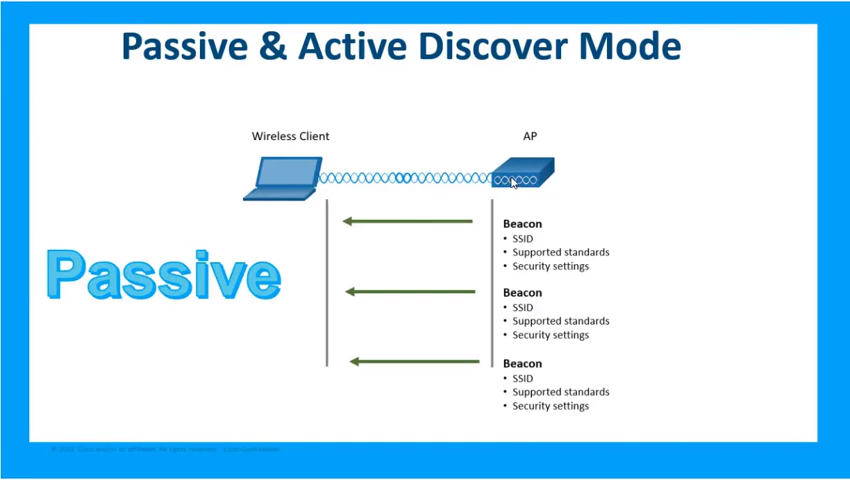 Passive & Active Discover Mode
Wireless Client
AP
Passive
Beacon
• SSID
• Supported standards
• Security settings
Beacon
• SSID
• Supported standards
• Security settings
Beacon
• SSID
• Supported standards
• Security settings